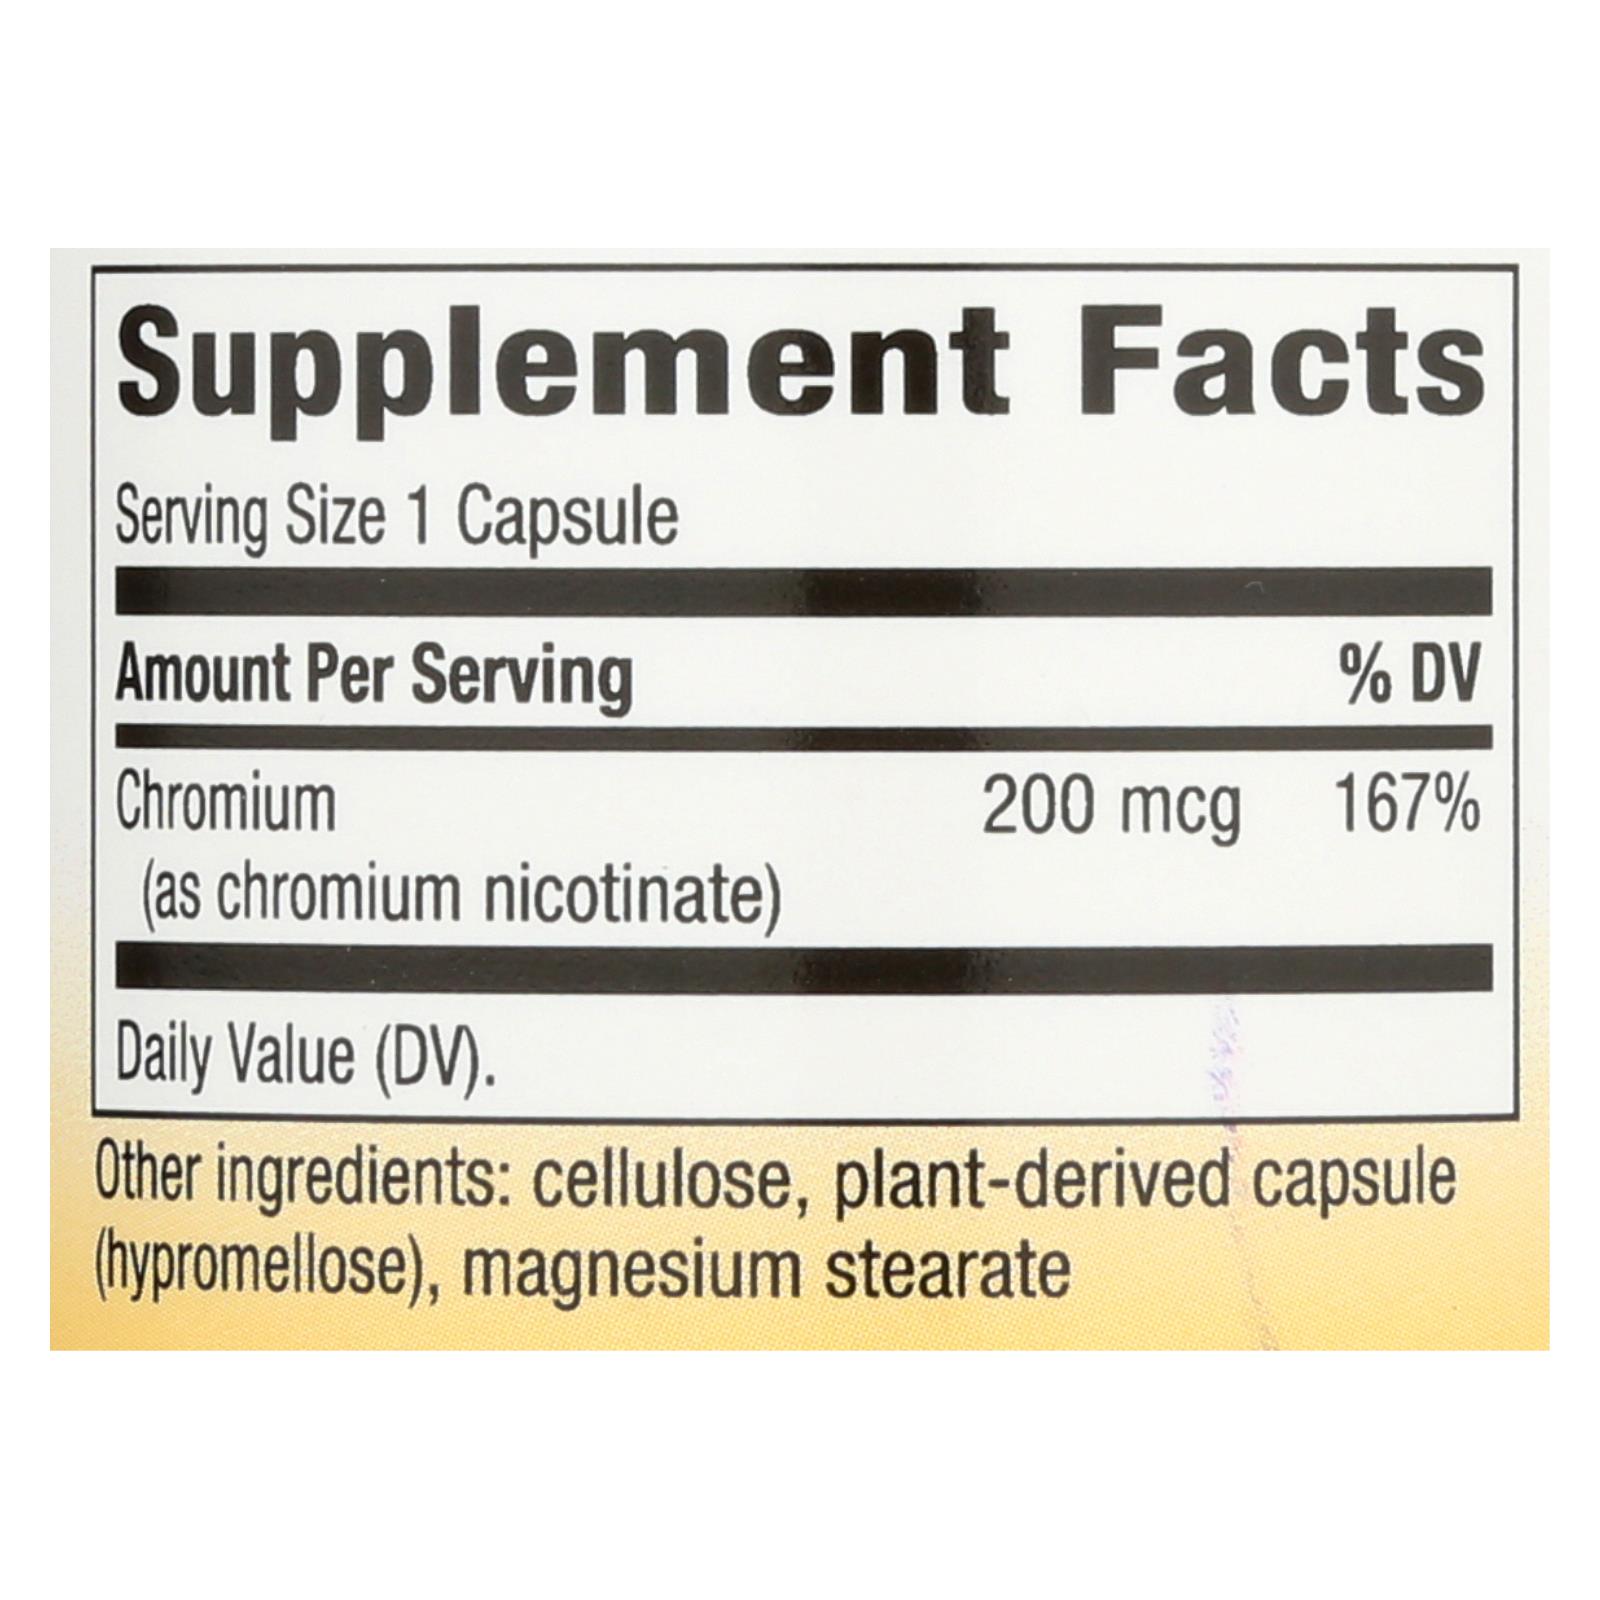 Supplement Facts
Serving Size 1 Capsule
Amount Per Serving % DV
Chromium 200 mcg 167%
(as chromium nicotinate)
Daily Value (DV).
Other ingredients: cellulose, plant-derived capsule
(hypromellose), magnesium stearate